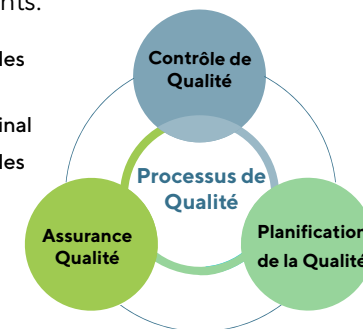 nts.
les
inal
les
Contrôle de
Qualité
Processus de
Qualité
Assurance
Qualité
Planification
de la Qualité